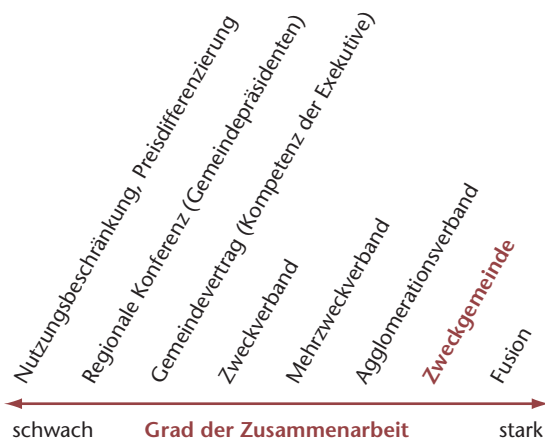 Nutzungsbeschränkung, Preisdifferenzierung
Regionale Konferenz (Gemeindepräsidenten)
Gemeindevertrag (Kompetenz der Exekutive)
Zweckverband
Mehrzweckverband
Agglomerationsverband
Zweckgemeinde
Fusion
schwach Grad der Zusammenarbeit stark